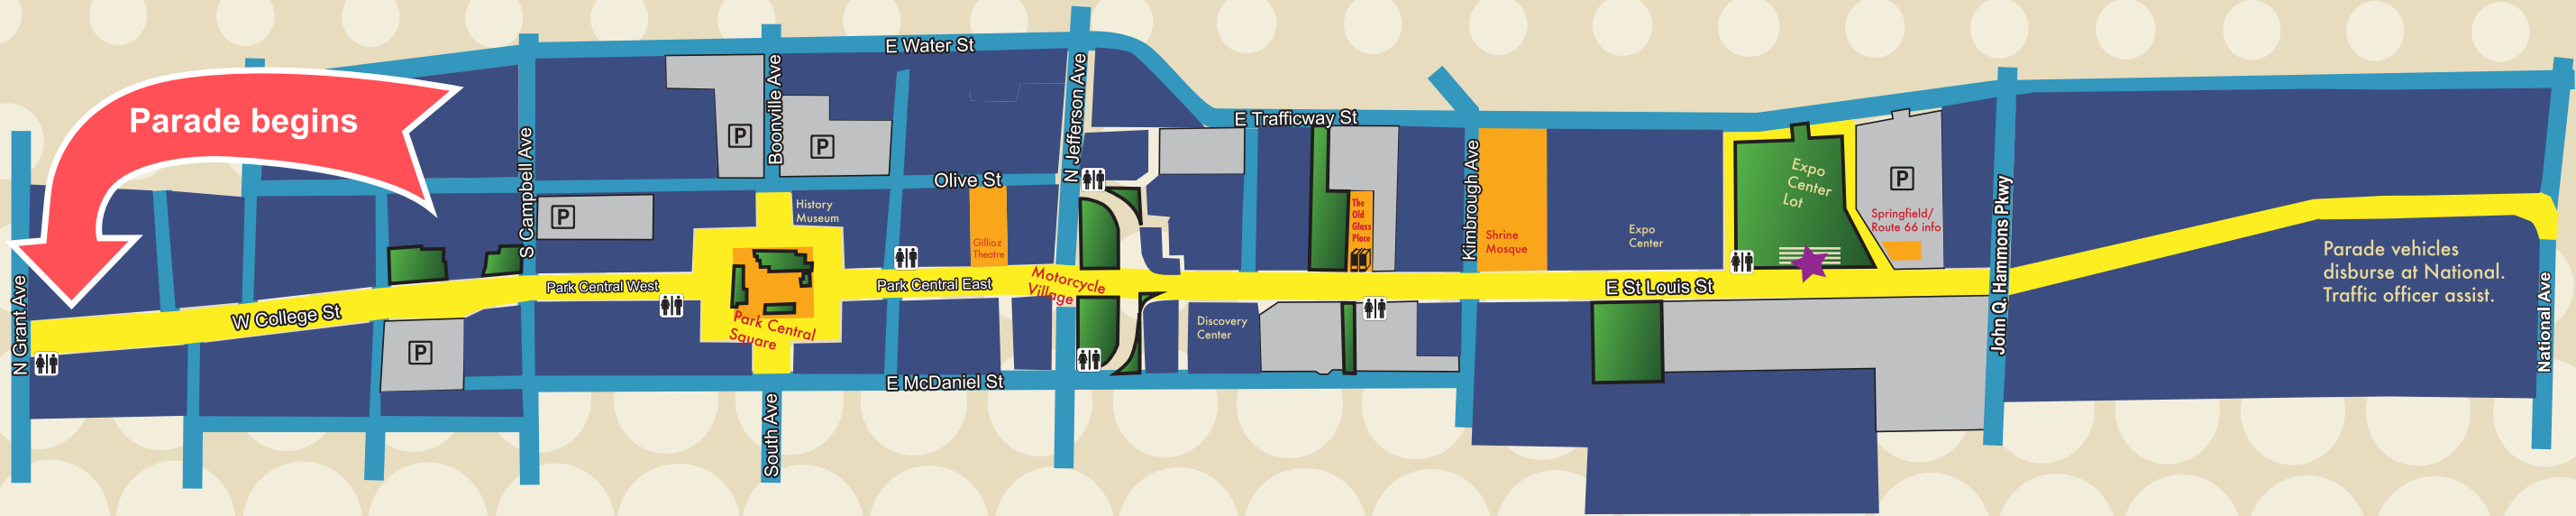 E Water St
Parade begins
P
Boonville Ave
P
N Jefferson Ave
E Trafficway St
S Campbell Ave
Olive St
Kimbrough Ave
Expo
Center
Lot
P
P
History
Museum
Gillioz
Theatre
The
Old
Glass
Place
Shrine
Mosque
Expo
Center
Springfield/
Route 66 info
John Q. Hammons Pkwy
Parade vehicles
disburse at National.
Traffic officer assist.
N Grant Ave
W College St
Park Central West
Park Central East
Motorcycle
Village
E St Louis St
Park Central
Square
Discovery
Center
National Ave
P
E McDaniel St
South Ave